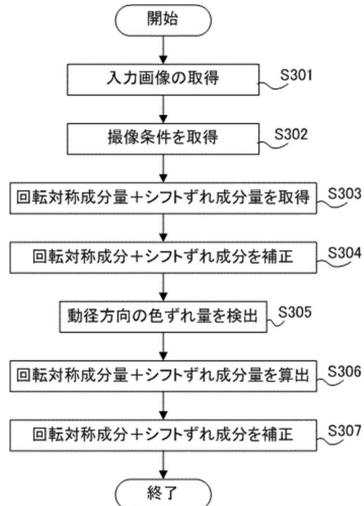 開始
入力画像の取得
S301
撮像条件を取得
S302
回転対称成分量＋シフトずれ成分量を取得
S303
回転対称成分＋シフトずれ成分を補正
S304
動径方向の色ずれ量を検出
S305
回転対称成分量＋シフトずれ成分量を算出
S306
回転対称成分＋シフトずれ成分を補正
S307
終了